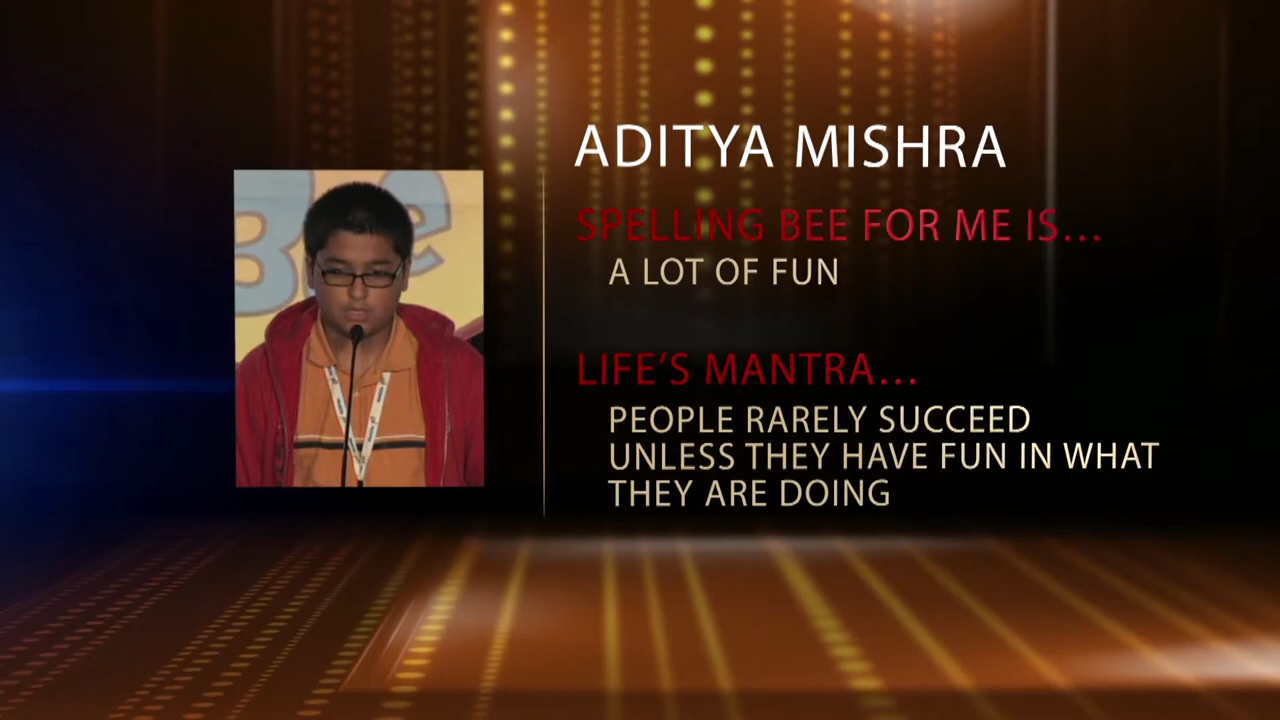 ADITYA MISHRA
SPELLING BEE FOR ME IS...
A LOT OF FUN
LIFE'S MANTRA...
PEOPLE RARELY SUCCEED
UNLESS THEY HAVE FUN IN WHAT
THEY ARE DOING